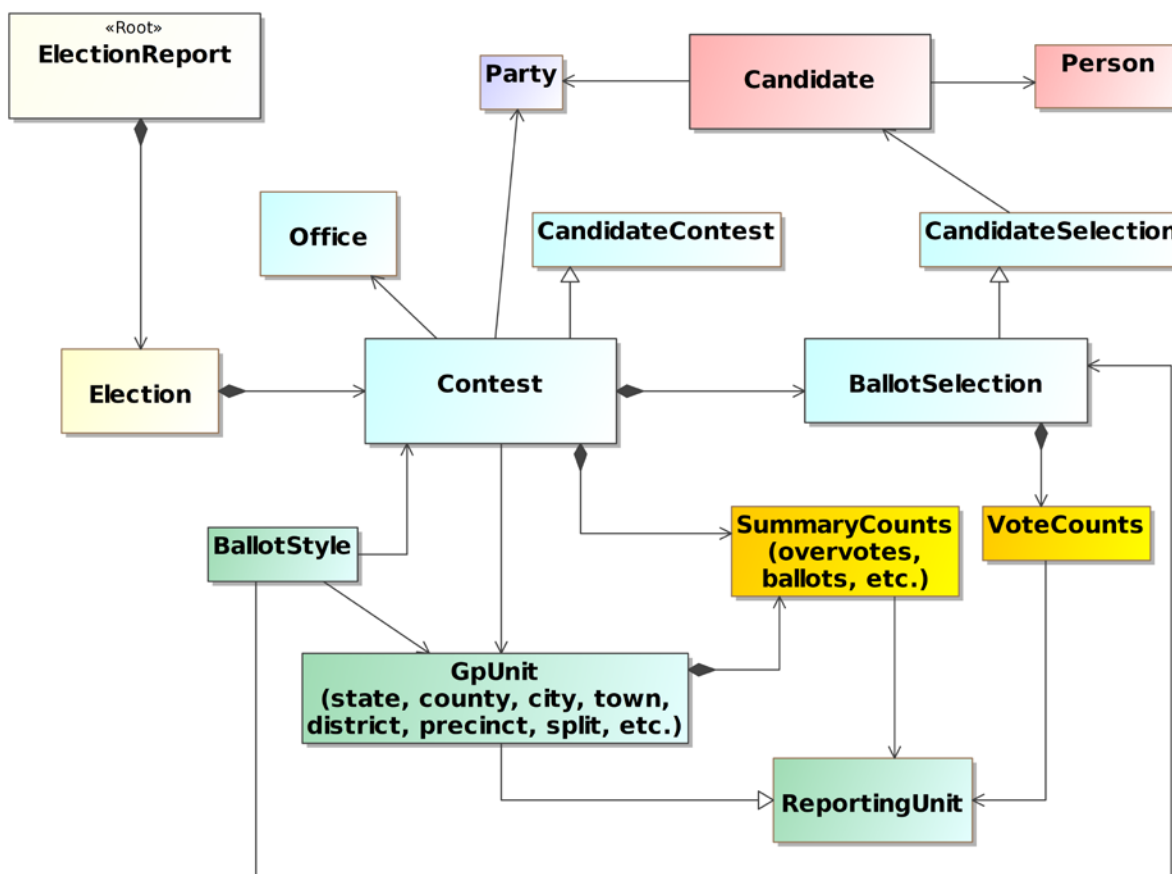 «Root»
ElectionReport
Party
Candidate
Person
Office
CandidateContest
CandidateSelection
Election
Contest
BallotSelection
BallotStyle
SummaryCounts
(overvotes,
ballots, etc.)
VoteCounts
GpUnit
(state, county, city, town,
district, precinct, split, etc.)
ReportingUnit